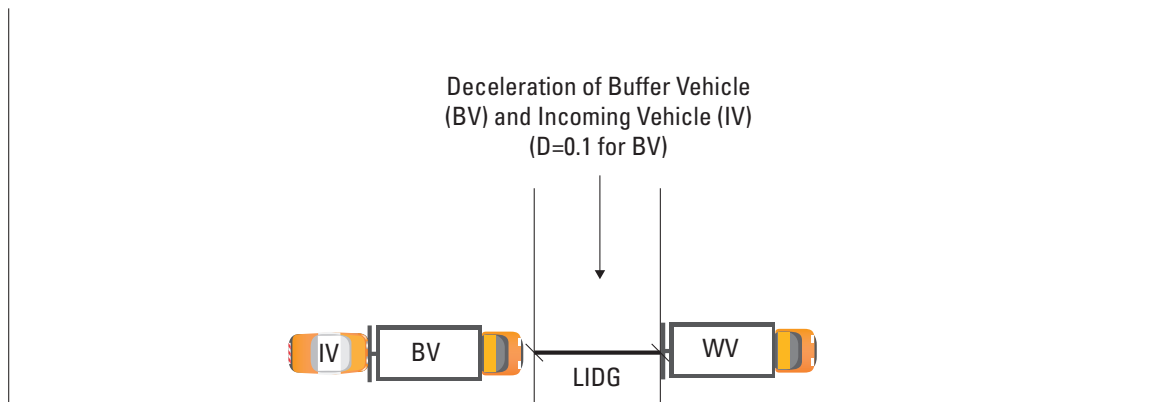 Deceleration of Buffer Vehicle
(BV) and Incoming Vehicle (IV)
(D=0.1 for BV)
IV
BV
LIDG
WV